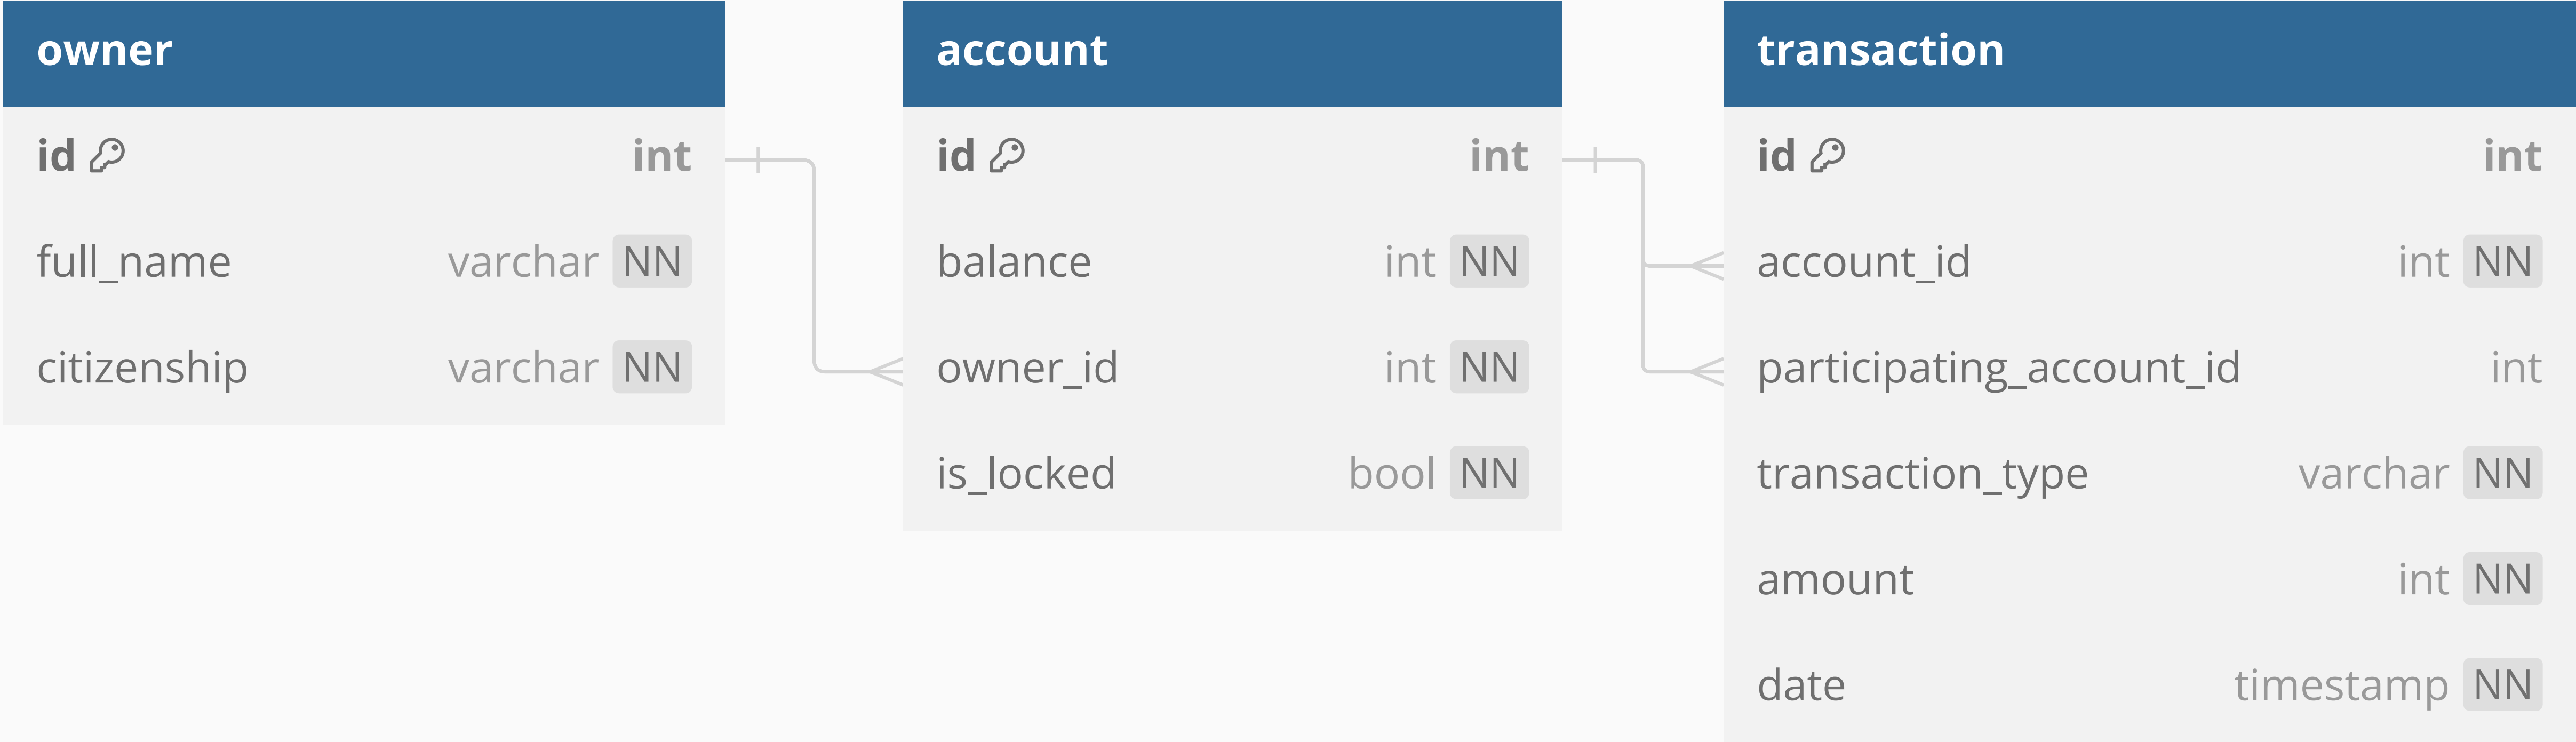 owner
id int
full_name varchar NN
citizenship varchar NN
account
id int
balance int NN
owner_id int NN
is_locked bool NN
transaction
id int
account_id int NN
participating_account_id int
transaction_type varchar NN
amount int NN
date timestamp NN